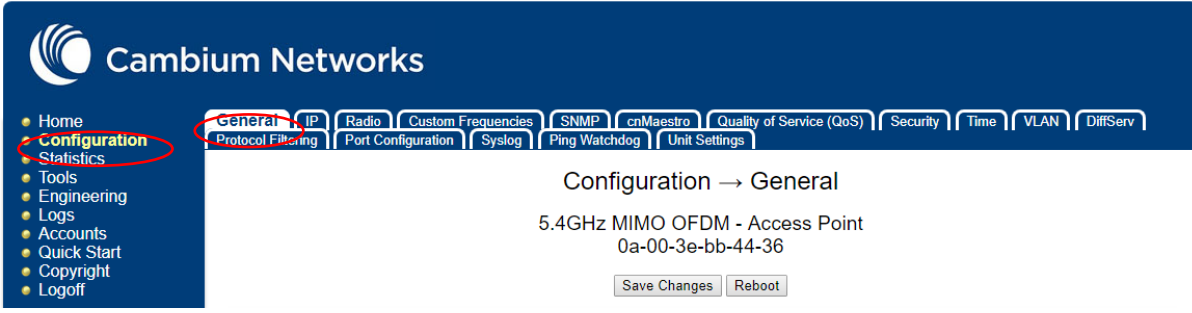 Cambium Networks
Home
Configuration
Statistics
Tools
Engineering
Logs
Accounts
Quick Start
Copyright
Logoff
General IP Radio Custom Frequencies SNMP cnMaestro Quality of Service (QoS) Security Time VLAN DiffServ
Protocol Filtering Port Configuration Syslog Ping Watchdog Unit Settings
Configuration → General
5.4GHz MIMO OFDM - Access Point
0a-00-3e-bb-44-36
Save Changes Reboot